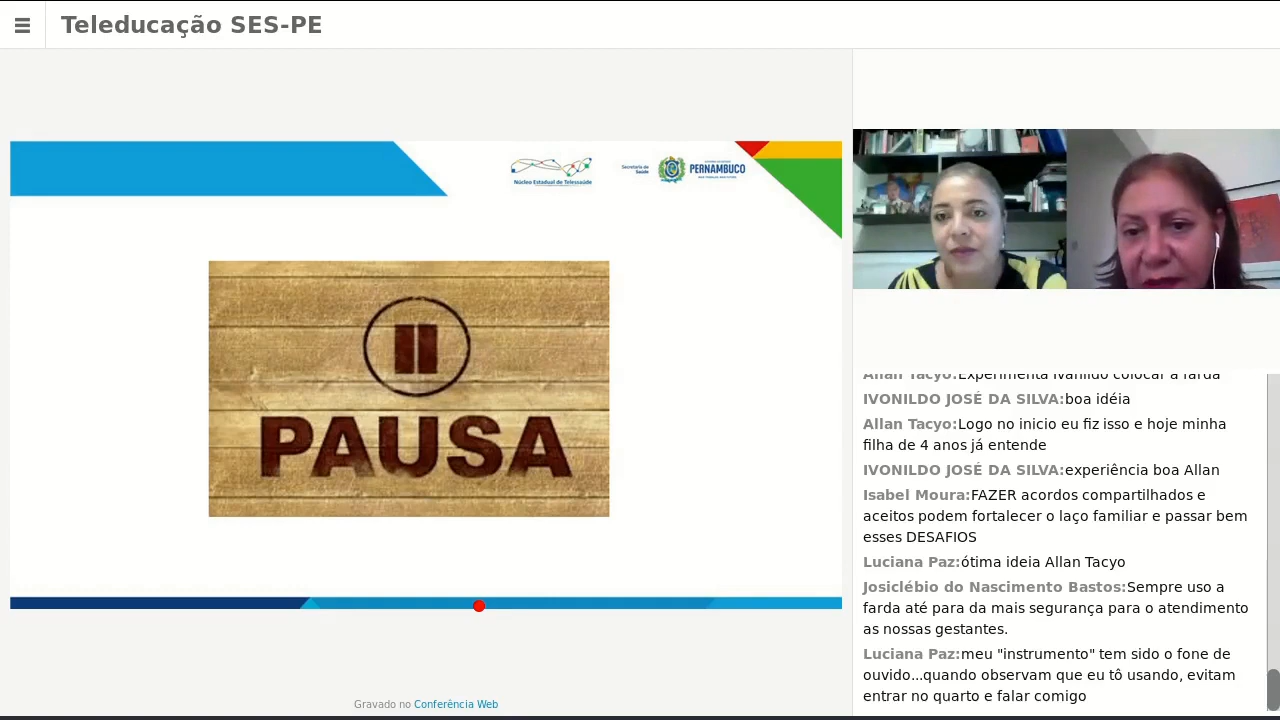 Teleducação SES-PE
Núcleo Estadual de Telessaúde
Secretaria de
Saúde
PERNAMBUCO
PAUSA
Allan Tacyo:Experimenta Ivanildo colocar a farda
IVONILDO JOSÉ DA SILVA:boa idéia
Allan Tacyo:Logo no inicio eu fiz isso e hoje minha
filha de 4 anos já entende
IVONILDO JOSÉ DA SILVA:experiência boa Allan
Isabel Moura:FAZER acordos compartilhados e
aceitos podem fortalecer o laço familiar e passar bem
esses DESAFIOS
Luciana Paz:ótima ideia Allan Tacyo
Josiclébio do Nascimento Bastos:Sempre uso a
farda até para da mais segurança para o atendimento
as nossas gestantes.
Luciana Paz:meu "instrumento" tem sido o fone de
ouvido...quando observam que eu tô usando, evitam
entrar no quarto e falar comigo
Gravado no Conferência Web